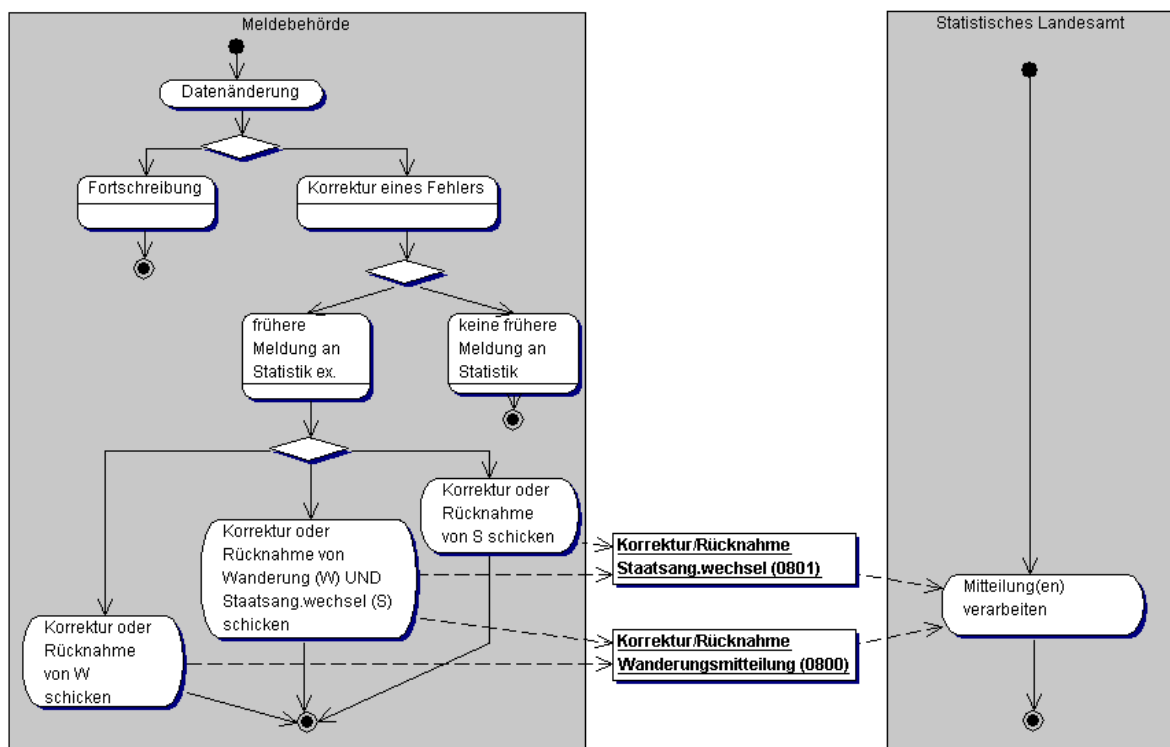 Meldebehörde
Statistisches Landesamt
Datenänderung
Fortschreibung
Korrektur eines Fehlers
frühere
Meldung an
Statistik ex.
keine frühere
Meldung an
Statistik
Korrektur oder
Rücknahme
von S schicken
Korrektur oder
Rücknahme von
Wanderung (W) UND
Staatsang.wechsel (S)
schicken
Korrektur oder
Rücknahme
von W
schicken
Korrektur/Rücknahme
Staatsang.wechsel (0801)
Korrektur/Rücknahme
Wanderungsmitteilung (0800)
Mitteilung(en)
verarbeiten